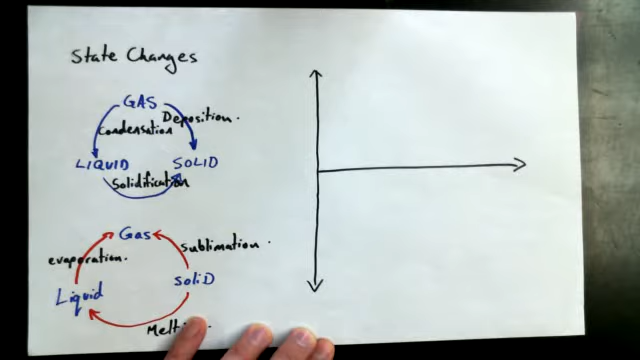 State Changes
GAS
Deposition.
Condensation
LIQUID SOLID
Solidification
Gas
sublimation.
evaporation.
SoliD
Liquid